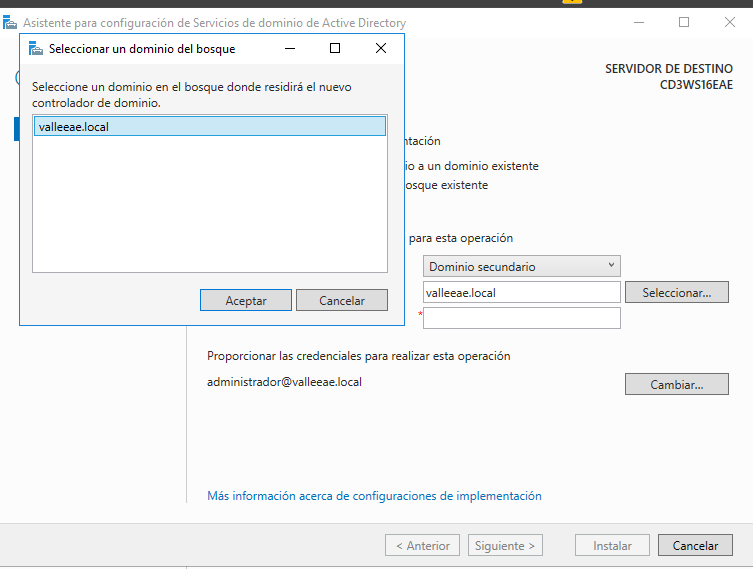 Asistente para configuración de Servicios de dominio de Active Directory
Seleccionar un dominio del bosque
Seleccione un dominio en el bosque donde residirá el nuevo
controlador de dominio.
valleeae.local
Aceptar
Cancelar
SERVIDOR DE DESTINO
CD3WS16EAE
io a un dominio existente
osque existente
para esta operación
Dominio secundario
valleeae.local
Seleccionar...
*
Proporcionar las credenciales para realizar esta operación
administrador@valleeae.local
Cambiar...
Más información acerca de configuraciones de implementación
< Anterior
Siguiente >
Instalar
Cancelar